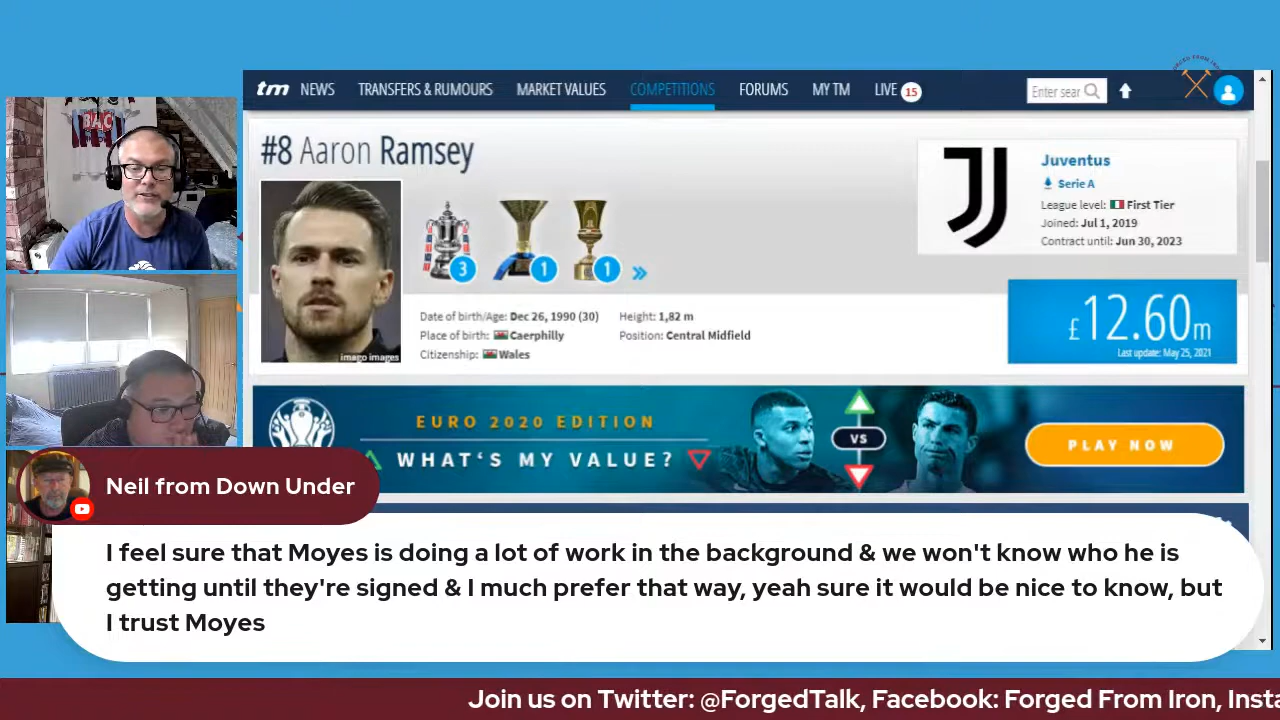 tm NEWS TRANSFERS & RUMOURS MARKET VALUES COMPETITIONS FORUMS MY TM LIVE 15 Enter sear
#8 Aaron Ramsey
3 1 1 »
imago images
Date of birth/Age: Dec 26, 1990 (30) Height: 1,82 m
Place of birth: Caerphilly Position: Central Midfield
Citizenship: Wales
Juventus
Serie A
League level: First Tier
Joined: Jul 1, 2019
Contract until: Jun 30, 2023
£12.60m
Last update: May 25, 2021
EURO 2020 EDITION
WHAT'S MY VALUE?
VS
PLAY NOW
Neil from Down Under
I feel sure that Moyes is doing a lot of work in the background & we won't know who he is
getting until they're signed & I much prefer that way, yeah sure it would be nice to know, but
I trust Moyes
Join us on Twitter: @ForgedTalk, Facebook: Forged From Iron, Insta